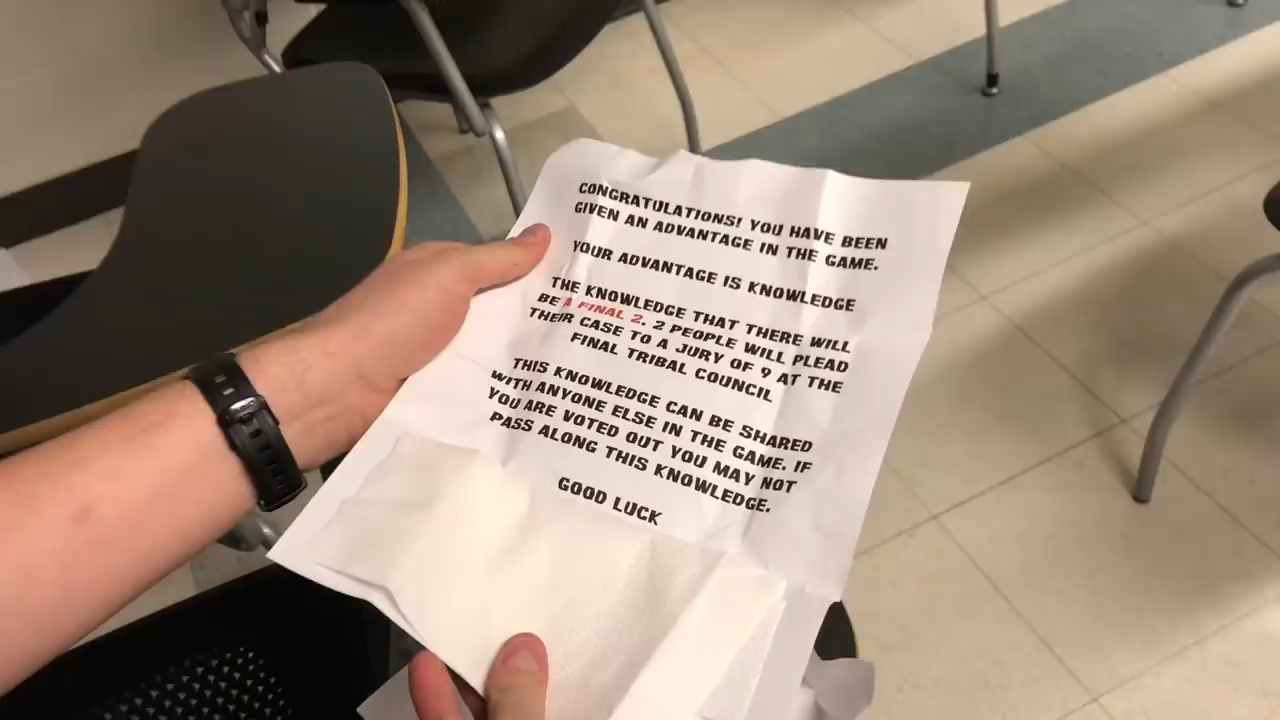 CONGRATULATIONS! YOU HAVE BEEN
GIVEN AN ADVANTAGE IN THE GAME.
YOUR ADVANTAGE IS KNOWLEDGE
THE KNOWLEDGE THAT THERE WILL
BE A FINAL 2. 2 PEOPLE WILL PLEAD
THEIR CASE TO A JURY OF 9 AT THE
FINAL TRIBAL COUNCIL
THIS KNOWLEDGE CAN BE SHARED
WITH ANYONE ELSE IN THE GAME. IF
YOU ARE VOTED OUT YOU MAY NOT
PASS ALONG THIS KNOWLEDGE.
GOOD LUCK